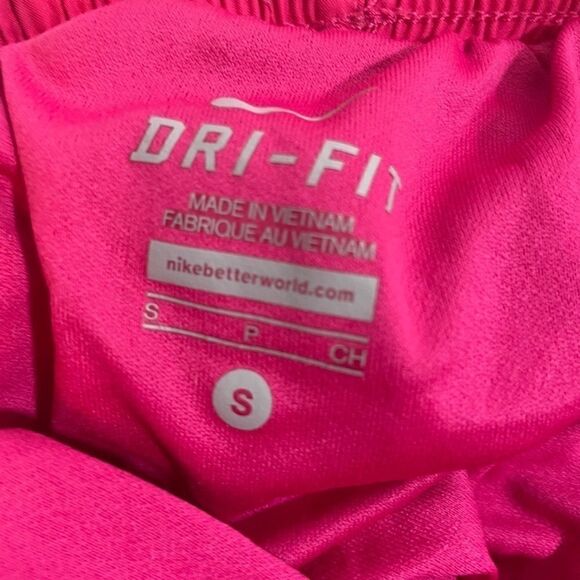 DRI-FIT
MADE IN VIETNAM
FABRIQUE AU VIETNAM
nikebetterworld.com
S P CH
S